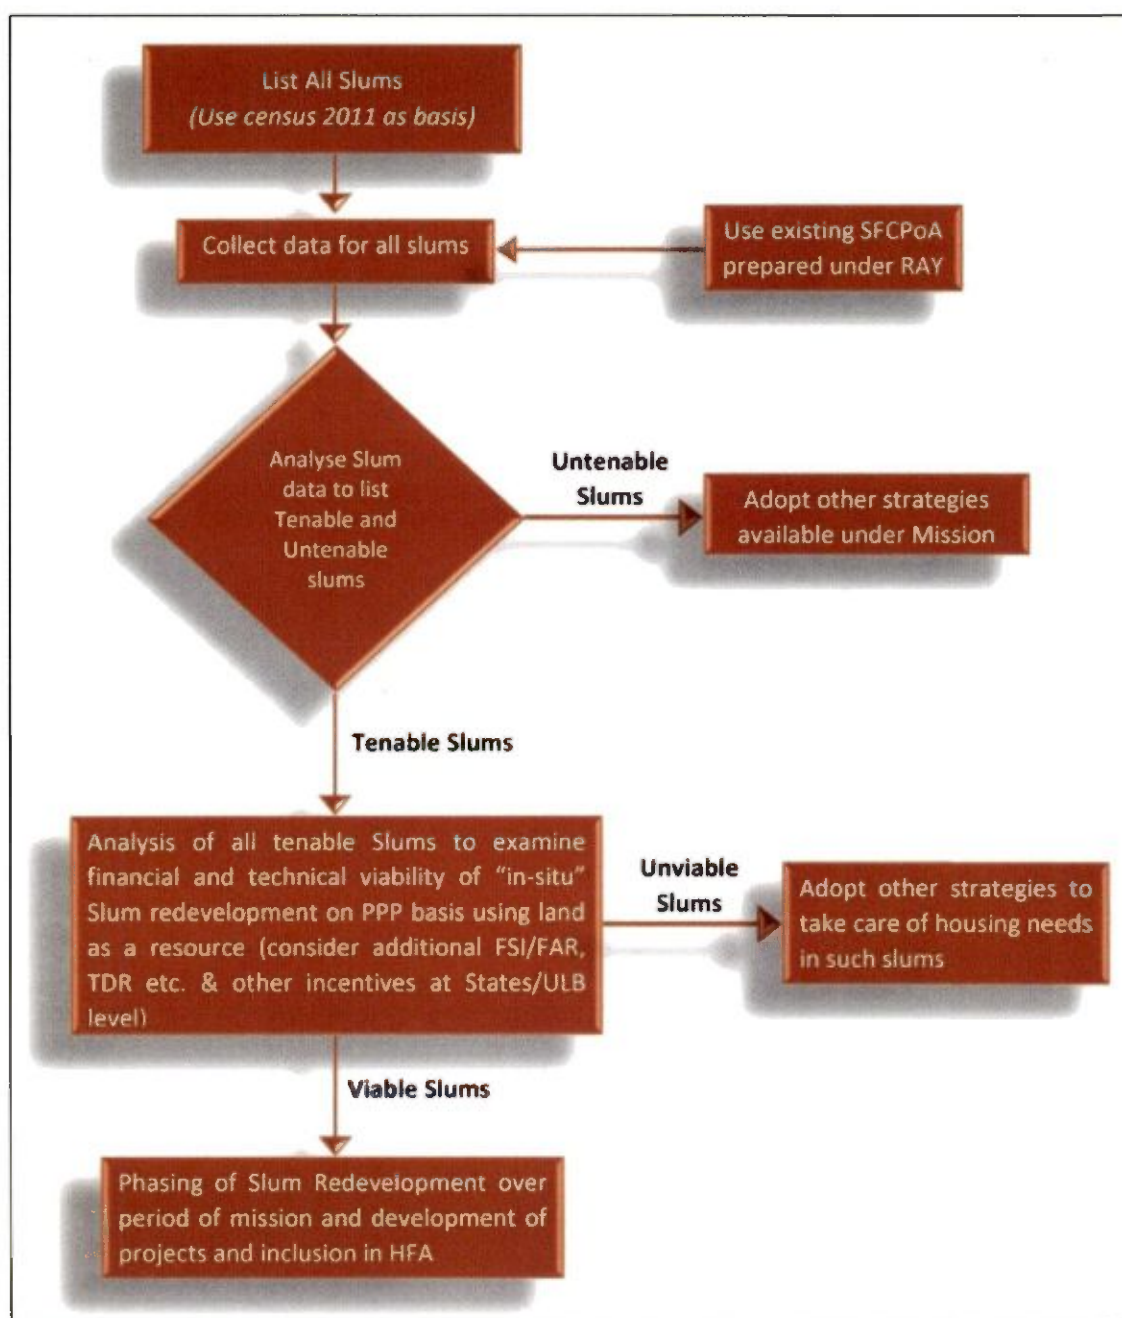 List All Slums
(Use census 2011 as basis)
Collect data for all slums
Use existing SFCPoA
prepared under RAY
Analyse Slum
data to list
Tenable and
Untenable
slums
Untenable
Slums
Adopt other strategies
available under Mission
Tenable Slums
Analysis of all tenable Slums to examine
financial and technical viability of “in-situ”
Slum redevelopment on PPP basis using land
as a resource (consider additional FSI/FAR,
TDR etc. & other incentives at States/ULB
level)
Unviable
Slums
Adopt other strategies to
take care of housing needs
in such slums
Viable Slums
Phasing of Slum Redevelopment over
period of mission and development of
projects and inclusion in HFA